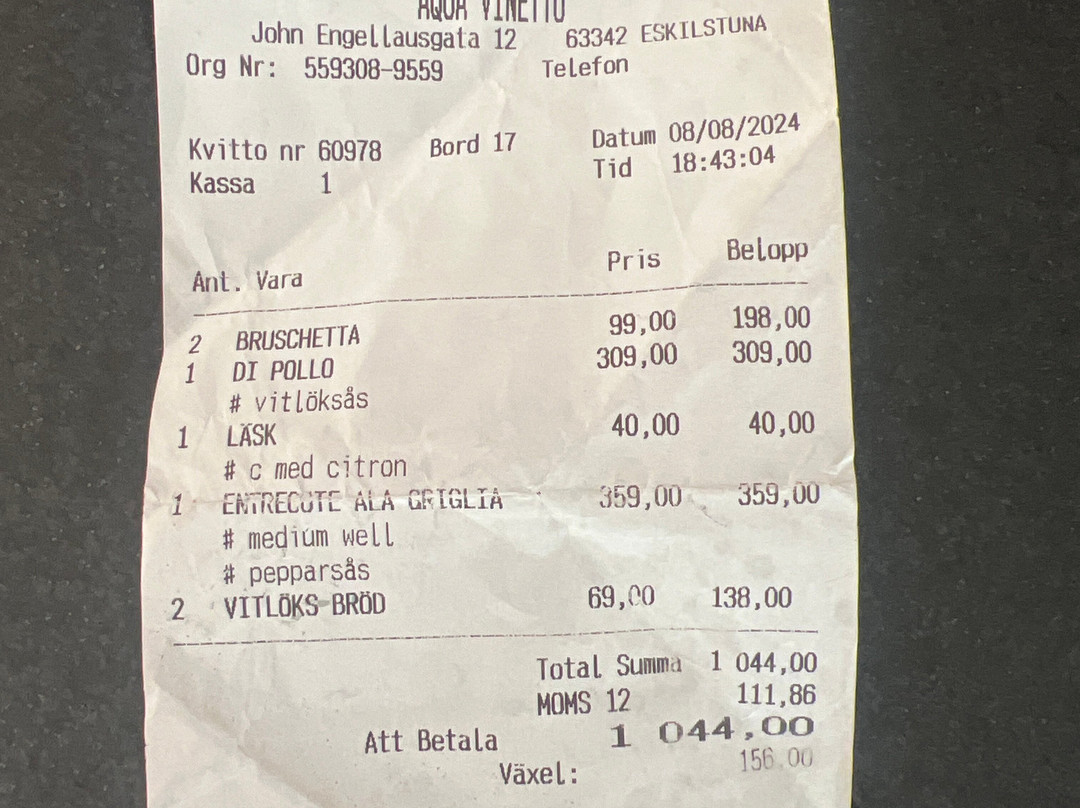 AQUA VINETTO
John Engellausgata 12 63342 ESKILSTUNA
Org Nr: 559308-9559 Telefon
Kvitto nr 60978 Bord 17 Datum 08/08/2024
Kassa 1 Tid 18:43:04
Ant. Vara Pris Belopp
2 BRUSCHETTA 99,00 198,00
1 DI POLLO 309,00 309,00
# vitlöksås
1 LÄSK 40,00 40,00
# c med citron
1 ENTRECOTE ALA GRIGLIA 359,00 359,00
# medium well
# pepparsås
2 VITLÖKS BRÖD 69,00 138,00
Total Summa 1 044,00
MOMS 12 111,86
Att Betala 1 044,00
Växel: 156.00